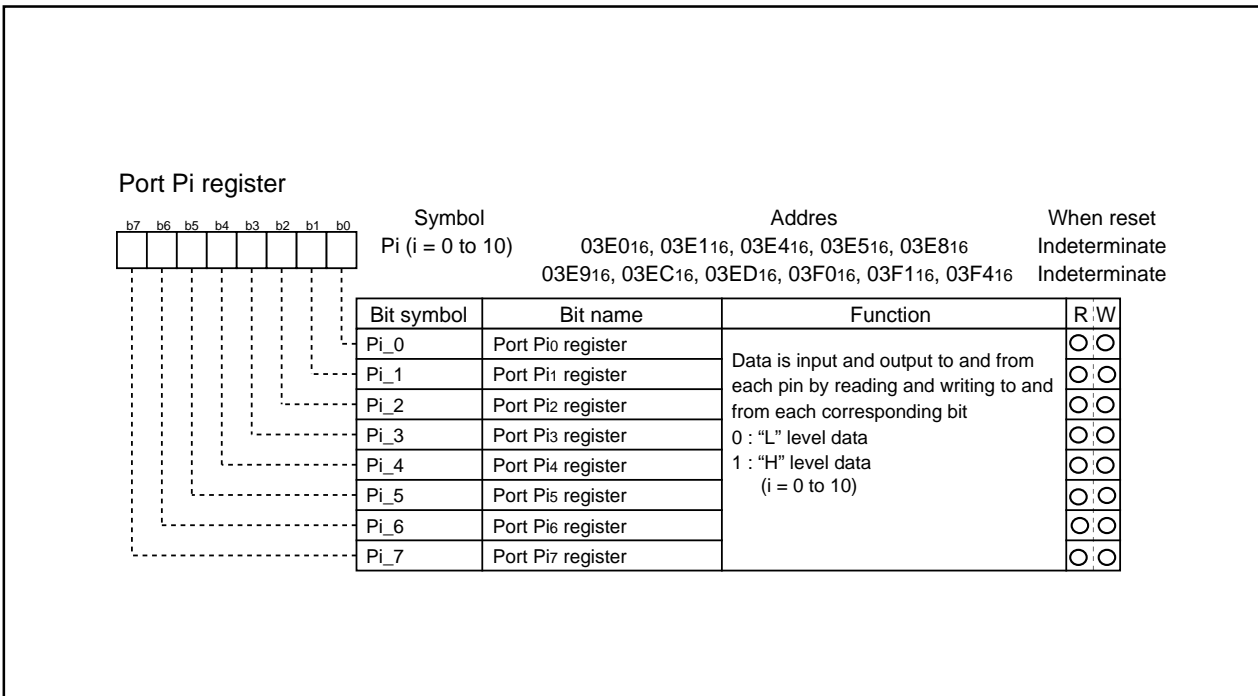 Port Pi register
b7 b6 b5 b4 b3 b2 b1 b0
Symbol Addres When reset
Pi (i = 0 to 10) 03E016, 03E116, 03E416, 03E516, 03E816 Indeterminate
03E916, 03EC16, 03ED16, 03F016, 03F116, 03F416 Indeterminate
Bit symbol Bit name Function R W
Pi_0 Port Pi0 register
Pi_1 Port Pi1 register
Pi_2 Port Pi2 register
Pi_3 Port Pi3 register
Pi_4 Port Pi4 register
Pi_5 Port Pi5 register
Pi_6 Port Pi6 register
Pi_7 Port Pi7 register
Data is input and output to and from
each pin by reading and writing to and
from each corresponding bit
0 : “L” level data
1 : “H” level data
(i = 0 to 10)